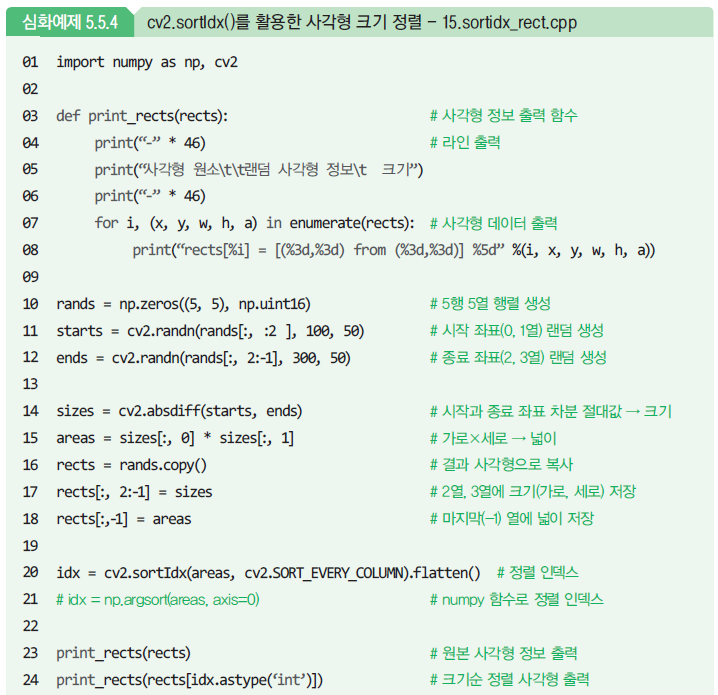 심화예제 5.5.4 cv2.sortIdx()를 활용한 사각형 크기 정렬 – 15.sortidx_rect.cpp
01 import numpy as np, cv2
02
03 def print_rects(rects): # 사각형 정보 출력 함수
04 print(“-” * 46) # 라인 출력
05 print(“사각형 원소\t\t랜덤 사각형 정보\t 크기”)
06 print(“-” * 46)
07 for i, (x, y, w, h, a) in enumerate(rects): # 사각형 데이터 출력
08 print(“rects[%i] = [(%3d,%3d) from (%3d,%3d)] %5d” %(i, x, y, w, h, a))
09
10 rands = np.zeros((5, 5), np.uint16) # 5행 5열 행렬 생성
11 starts = cv2.randn(rands[:, :2 ], 100, 50) # 시작 좌표(0, 1열) 랜덤 생성
12 ends = cv2.randn(rands[:, 2:-1], 300, 50) # 종료 좌표(2, 3열) 랜덤 생성
13
14 sizes = cv2.absdiff(starts, ends) # 시작과 종료 좌표 차분 절대값 → 크기
15 areas = sizes[:, 0] * sizes[:, 1] # 가로×세로 → 넓이
16 rects = rands.copy() # 결과 사각형으로 복사
17 rects[:, 2:-1] = sizes # 2열, 3열에 크기(가로, 세로) 저장
18 rects[:,-1] = areas # 마지막(-1) 열에 넓이 저장
19
20 idx = cv2.sortIdx(areas, cv2.SORT_EVERY_COLUMN).flatten() # 정렬 인덱스
21 # idx = np.argsort(areas, axis=0) # numpy 함수로 정렬 인덱스
22
23 print_rects(rects) # 원본 사각형 정보 출력
24 print_rects(rects[idx.astype(‘int’)]) # 크기순 정렬 사각형 출력